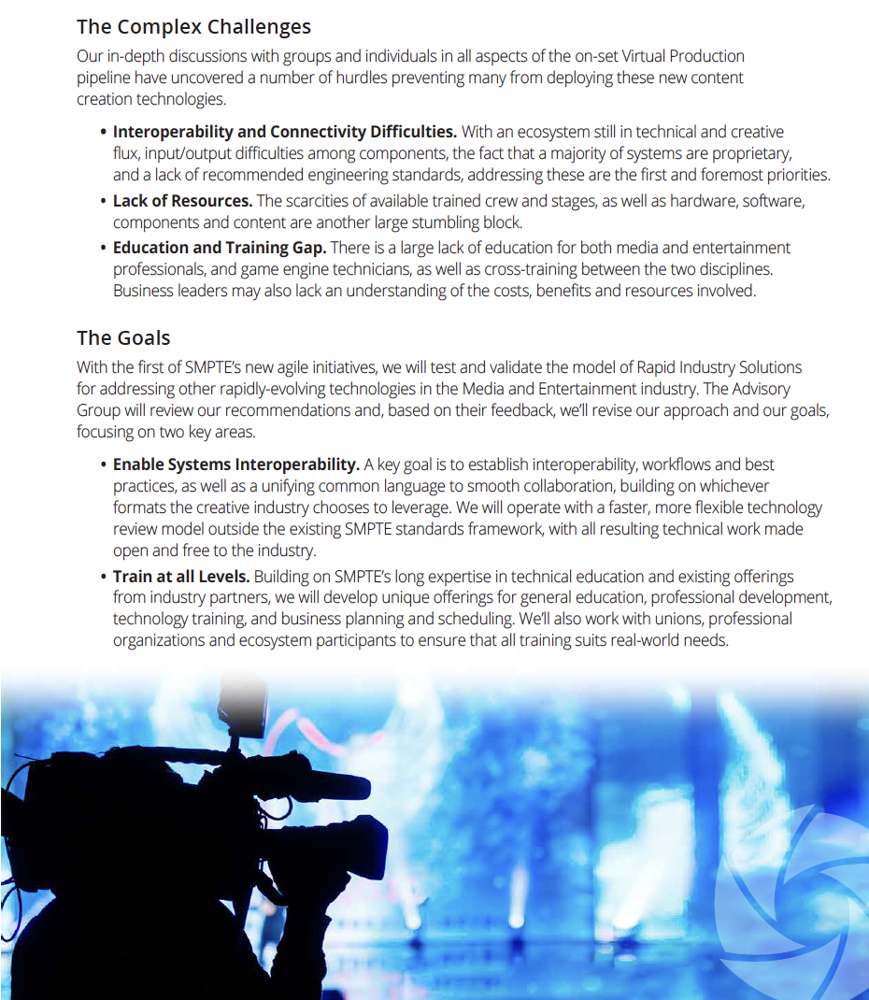 The Complex Challenges
Our in-depth discussions with groups and individuals in all aspects of the on-set Virtual Production
pipeline have uncovered a number of hurdles preventing many from deploying these new content
creation technologies.
• Interoperability and Connectivity Difficulties. With an ecosystem still in technical and creative
flux, input/output difficulties among components, the fact that a majority of systems are proprietary,
and a lack of recommended engineering standards, addressing these are the first and foremost priorities.
• Lack of Resources. The scarcities of available trained crew and stages, as well as hardware, software,
components and content are another large stumbling block.
• Education and Training Gap. There is a large lack of education for both media and entertainment
professionals, and game engine technicians, as well as cross-training between the two disciplines.
Business leaders may also lack an understanding of the costs, benefits and resources involved.
The Goals
With the first of SMPTE's new agile initiatives, we will test and validate the model of Rapid Industry Solutions
for addressing other rapidly-evolving technologies in the Media and Entertainment industry. The Advisory
Group will review our recommendations and, based on their feedback, we'll revise our approach and our goals,
focusing on two key areas.
• Enable Systems Interoperability. A key goal is to establish interoperability, workflows and best
practices, as well as a unifying common language to smooth collaboration, building on whichever
formats the creative industry chooses to leverage. We will operate with a faster, more flexible technology
review model outside the existing SMPTE standards framework, with all resulting technical work made
open and free to the industry.
• Train at all Levels. Building on SMPTE's long expertise in technical education and existing offerings
from industry partners, we will develop unique offerings for general education, professional development,
technology training, and business planning and scheduling. We'll also work with unions, professional
organizations and ecosystem participants to ensure that all training suits real-world needs.